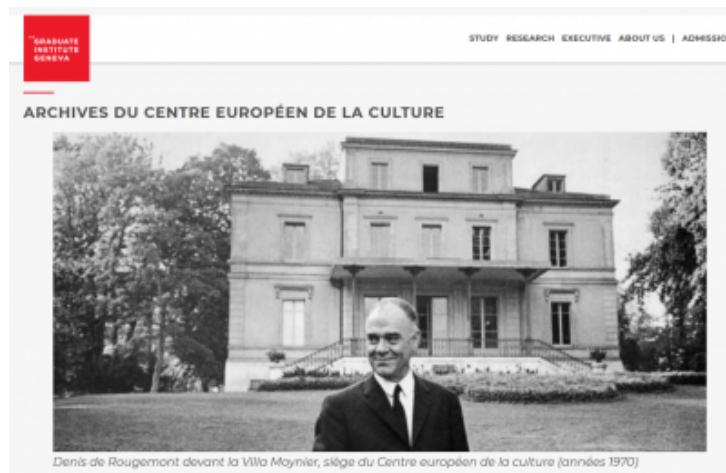 THE GRADUATE
INSTITUTE
GENEVA
STUDY RESEARCH EXECUTIVE ABOUT US | ADMISSIO
ARCHIVES DU CENTRE EUROPÉEN DE LA CULTURE
Denis de Rougemont devant la Villa Moynier, siège du Centre européen de la culture (années 1970)